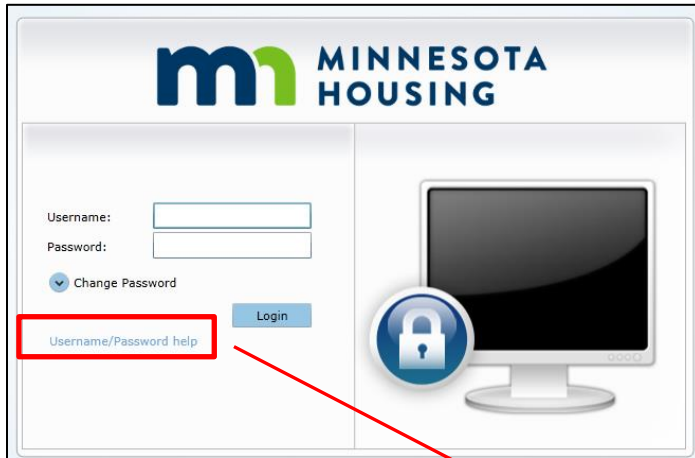 mn MINNESOTA
HOUSING
Username:
Password:
Change Password
Login
Username/Password help